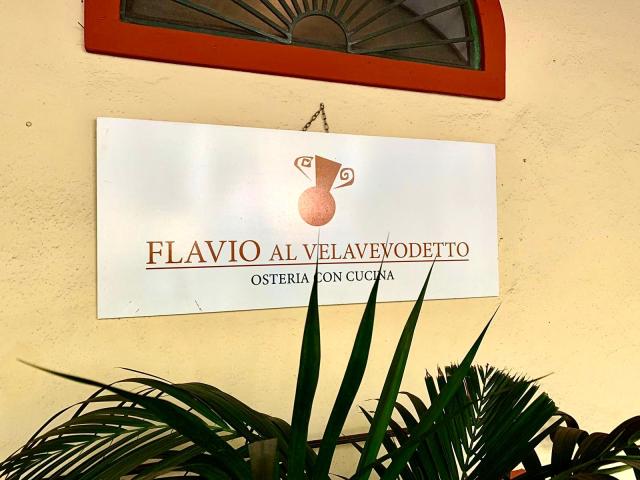 FLAVIO AL VELAVEVODETTO
OSTERIA CON CUCINA